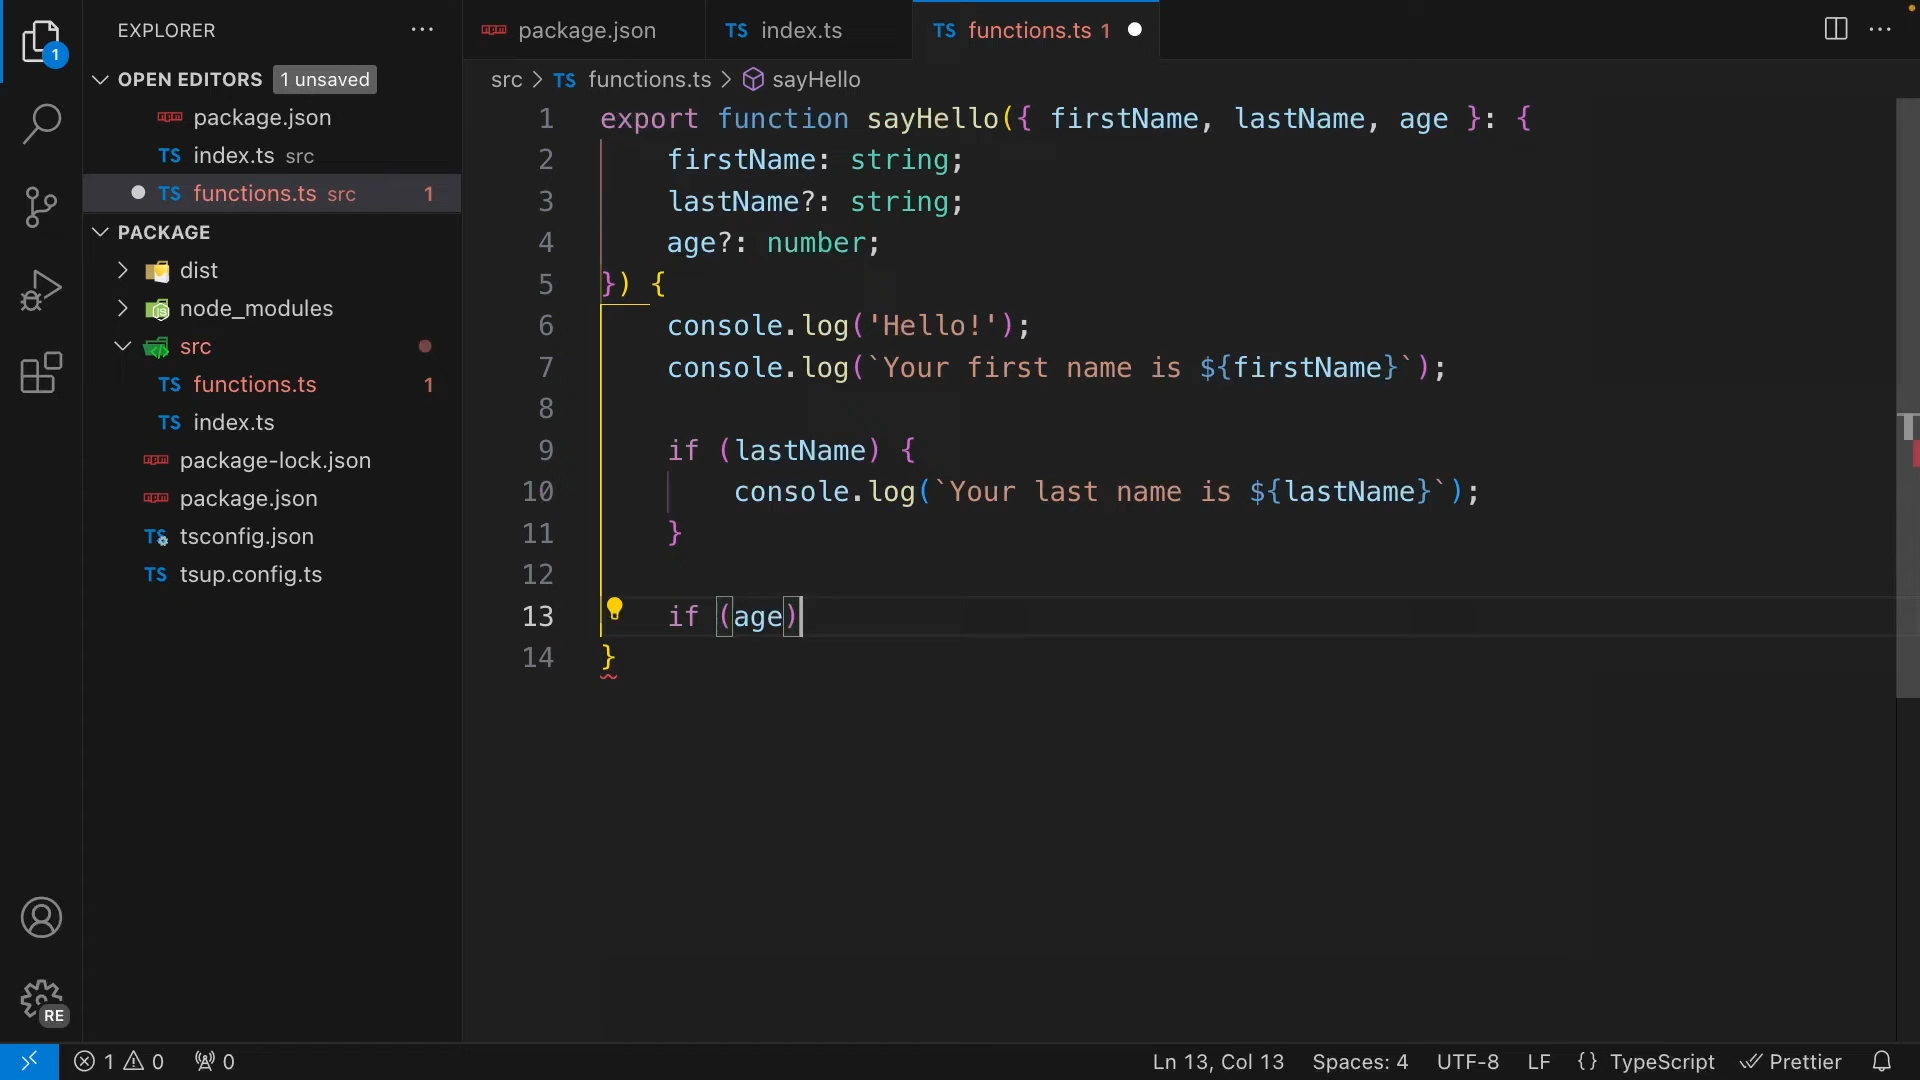 EXPLORER
OPEN EDITORS 1 unsaved
package.json
TS index.ts src
TS functions.ts src 1
PACKAGE
dist
node_modules
src
TS functions.ts 1
TS index.ts
package-lock.json
package.json
TS tsconfig.json
TS tsup.config.ts
1
RE
package.json TS index.ts TS functions.ts 1
src > TS functions.ts > sayHello
1 export function sayHello({ firstName, lastName, age }: {
2 firstName: string;
3 lastName?: string;
4 age?: number;
5 }) {
6 console.log('Hello!');
7 console.log(`Your first name is ${firstName}`);
8
9 if (lastName) {
10 console.log(`Your last name is ${lastName}`);
11 }
12
13 if (age)
14 }
1 0 0 Ln 13, Col 13 Spaces: 4 UTF-8 LF {} TypeScript Prettier